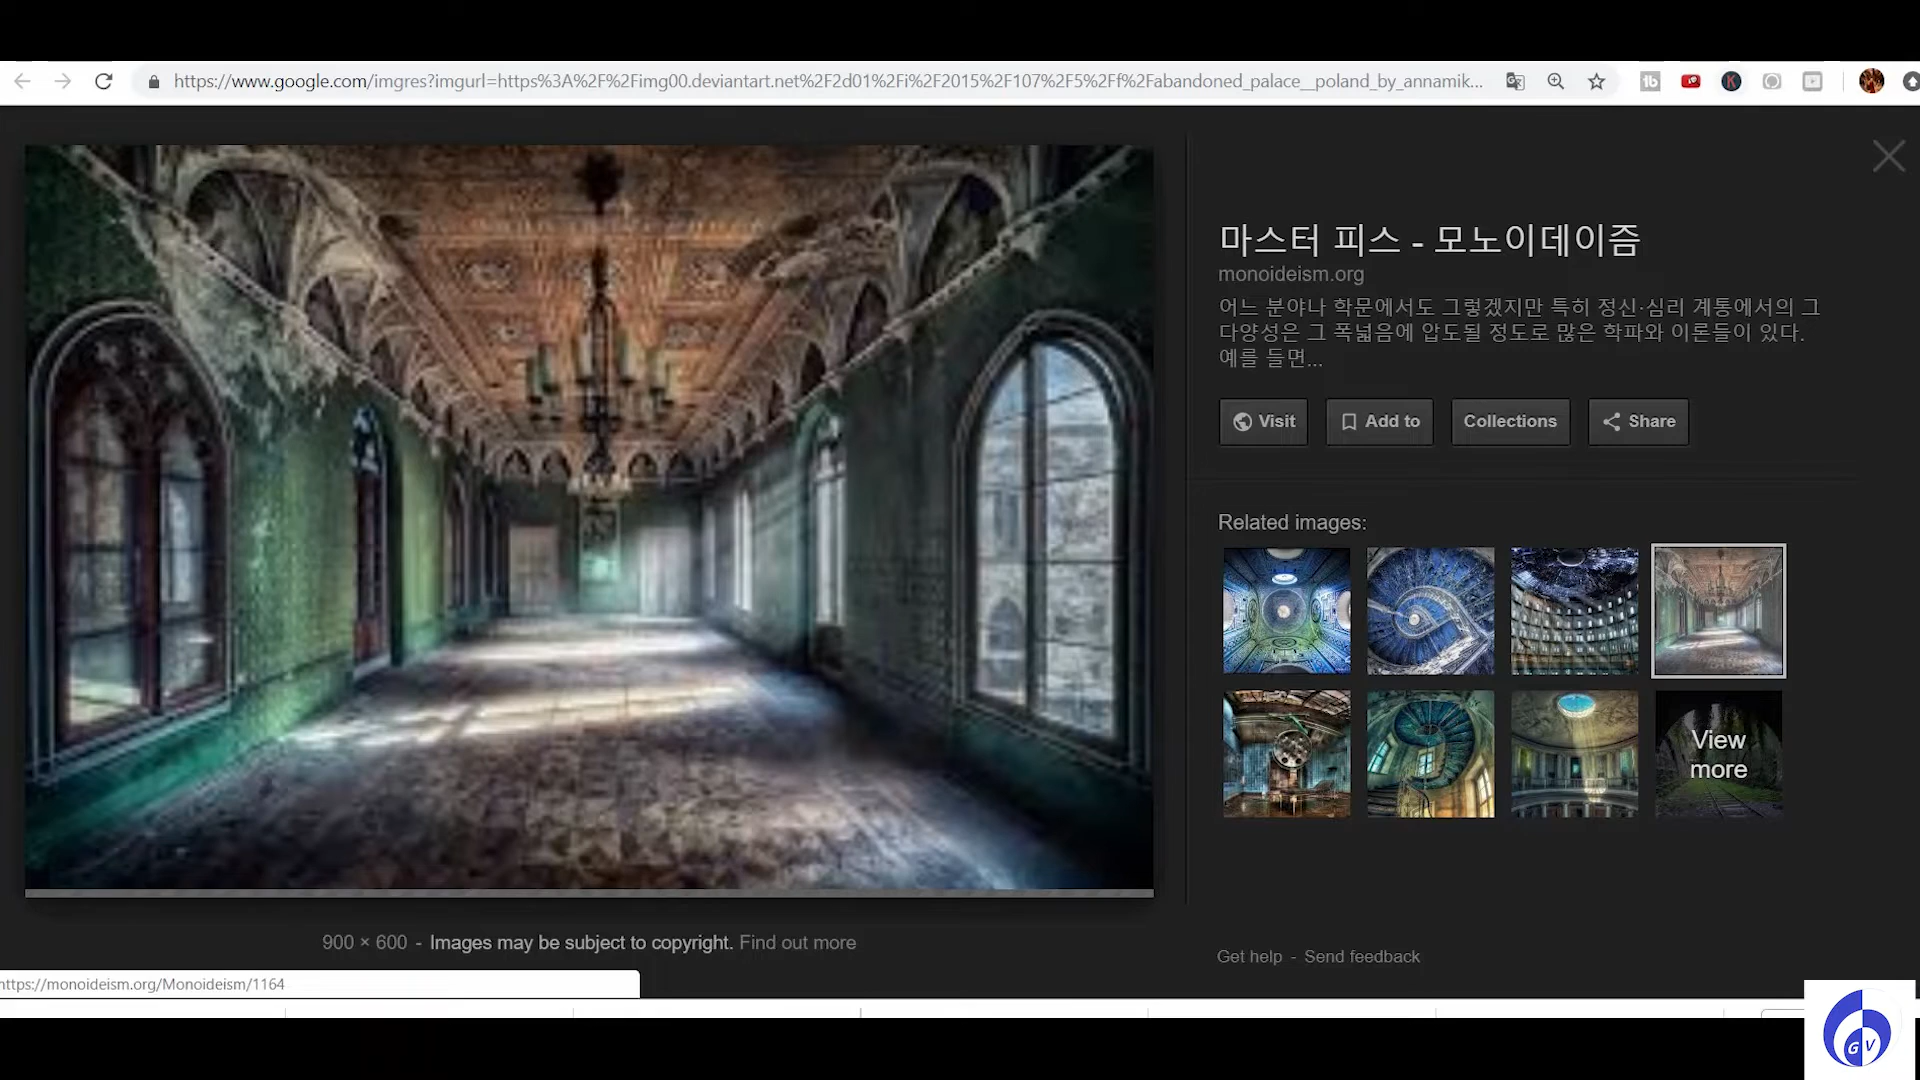 https://www.google.com/imgres?imgurl=https%3A%2F%2Fimg00.deviantart.net%2F2d01%2Fi%2F2015%2F107%2F5%2Ff%2Fabandoned_palace__poland_by_annamik...
마스터 피스 - 모노이데이즘
monoideism.org
어느 분야나 학문에서도 그렇겠지만 특히 정신·심리 계통에서의 그
다양성은 그 폭넓음에 압도될 정도로 많은 학파와 이론들이 있다.
예를 들면...
Visit Add to Collections Share
Related images:
View
more
900 × 600 - Images may be subject to copyright. Find out more
Get help - Send feedback
https://monoideism.org/Monoideism/1164
G V